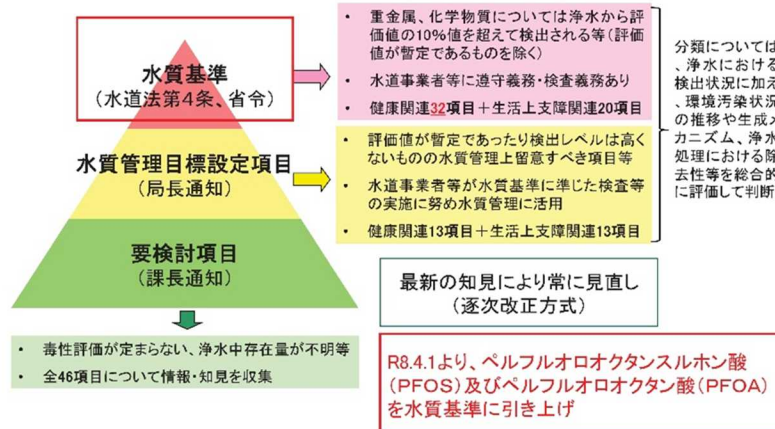 水質基準
(水道法第4条、省令)
水質管理目標設定項目
(局長通知)
要検討項目
(課長通知)
・ 重金属、化学物質については浄水から評
価値の10%値を超えて検出される等(評価
値が暫定であるものを除く)
・ 水道事業者等に遵守義務・検査義務あり
・ 健康関連32項目+生活上支障関連20項目
・ 評価値が暫定であったり検出レベルは高く
ないものの水質管理上留意すべき項目等
・ 水道事業者等が水質基準に準じた検査等
の実施に努め水質管理に活用
・ 健康関連13項目+生活上支障関連13項目
分類については
、浄水における
検出状況に加え
、環境汚染状況
の推移や生成メ
カニズム、浄水
処理における除
去性等を総合的
に評価して判断
最新の知見により常に見直し
(逐次改正方式)
・ 毒性評価が定まらない、浄水中存在量が不明等
・ 全46項目について情報・知見を収集
R8.4.1より、ペルフルオロオクタンスルホン酸
(PFOS)及びペルフルオロオクタン酸(PFOA)
を水質基準に引き上げ